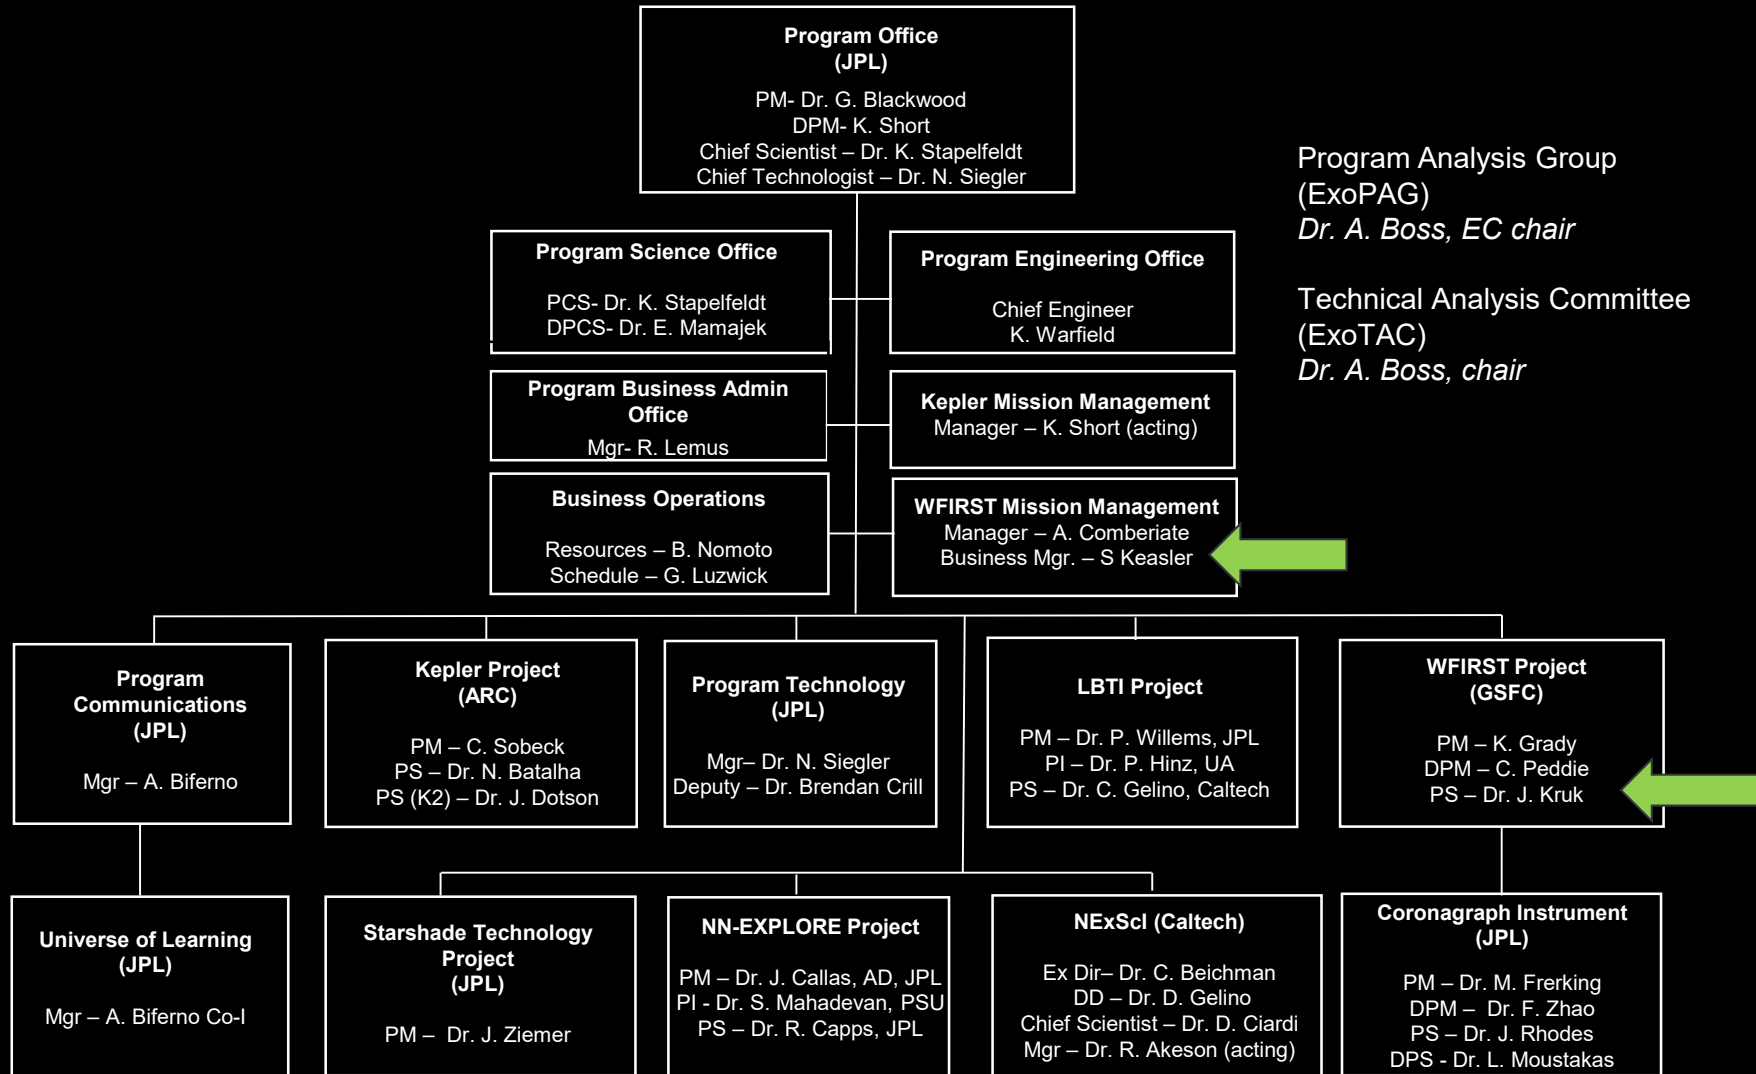 Program Office
(JPL)
PM- Dr. G. Blackwood
DPM- K. Short
Chief Scientist – Dr. K. Stapelfeldt
Chief Technologist – Dr. N. Siegler
Program Analysis Group
(ExoPAG)
Dr. A. Boss, EC chair
Technical Analysis Committee
(ExoTAC)
Dr. A. Boss, chair
Program Science Office
PCS- Dr. K. Stapelfeldt
DPCS- Dr. E. Mamajek
Program Engineering Office
Chief Engineer
K. Warfield
Program Business Admin
Office
Mgr- R. Lemus
Kepler Mission Management
Manager – K. Short (acting)
Business Operations
Resources – B. Nomoto
Schedule – G. Luzwick
WFIRST Mission Management
Manager – A. Comberiate
Business Mgr. – S Keasler
Program
Communications
(JPL)
Mgr – A. Biferno
Kepler Project
(ARC)
PM – C. Sobeck
PS – Dr. N. Batalha
PS (K2) – Dr. J. Dotson
Program Technology
(JPL)
Mgr– Dr. N. Siegler
Deputy – Dr. Brendan Crill
LBTI Project
PM – Dr. P. Willems, JPL
PI – Dr. P. Hinz, UA
PS – Dr. C. Gelino, Caltech
WFIRST Project
(GSFC)
PM – K. Grady
DPM – C. Peddie
PS – Dr. J. Kruk
Universe of Learning
(JPL)
Mgr – A. Biferno Co-I
Starshade Technology
Project
(JPL)
PM – Dr. J. Ziemer
NN-EXPLORE Project
PM – Dr. J. Callas, AD, JPL
PI - Dr. S. Mahadevan, PSU
PS – Dr. R. Capps, JPL
NExScI (Caltech)
Ex Dir– Dr. C. Beichman
DD – Dr. D. Gelino
Chief Scientist – Dr. D. Ciardi
Mgr – Dr. R. Akeson (acting)
Coronagraph Instrument
(JPL)
PM – Dr. M. Frerking
DPM – Dr. F. Zhao
PS – Dr. J. Rhodes
DPS - Dr. L. Moustakas